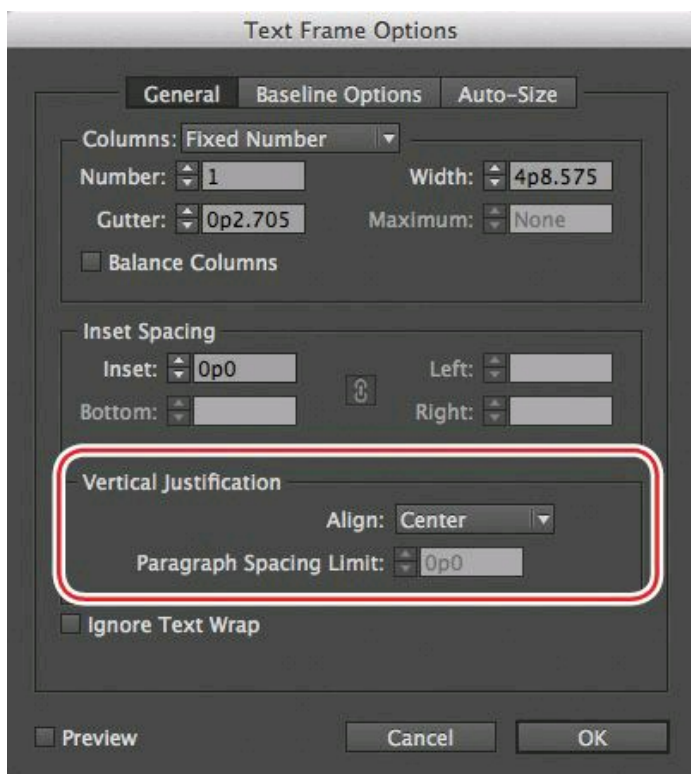 Text Frame Options
General Baseline Options Auto-Size
Columns: Fixed Number
Number: 1 Width: 4p8.575
Gutter: 0p2.705 Maximum: None
Balance Columns
Inset Spacing
Inset: 0p0 Left:
Bottom: Right:
Vertical Justification
Align: Center
Paragraph Spacing Limit: 0p0
Ignore Text Wrap
Preview Cancel OK